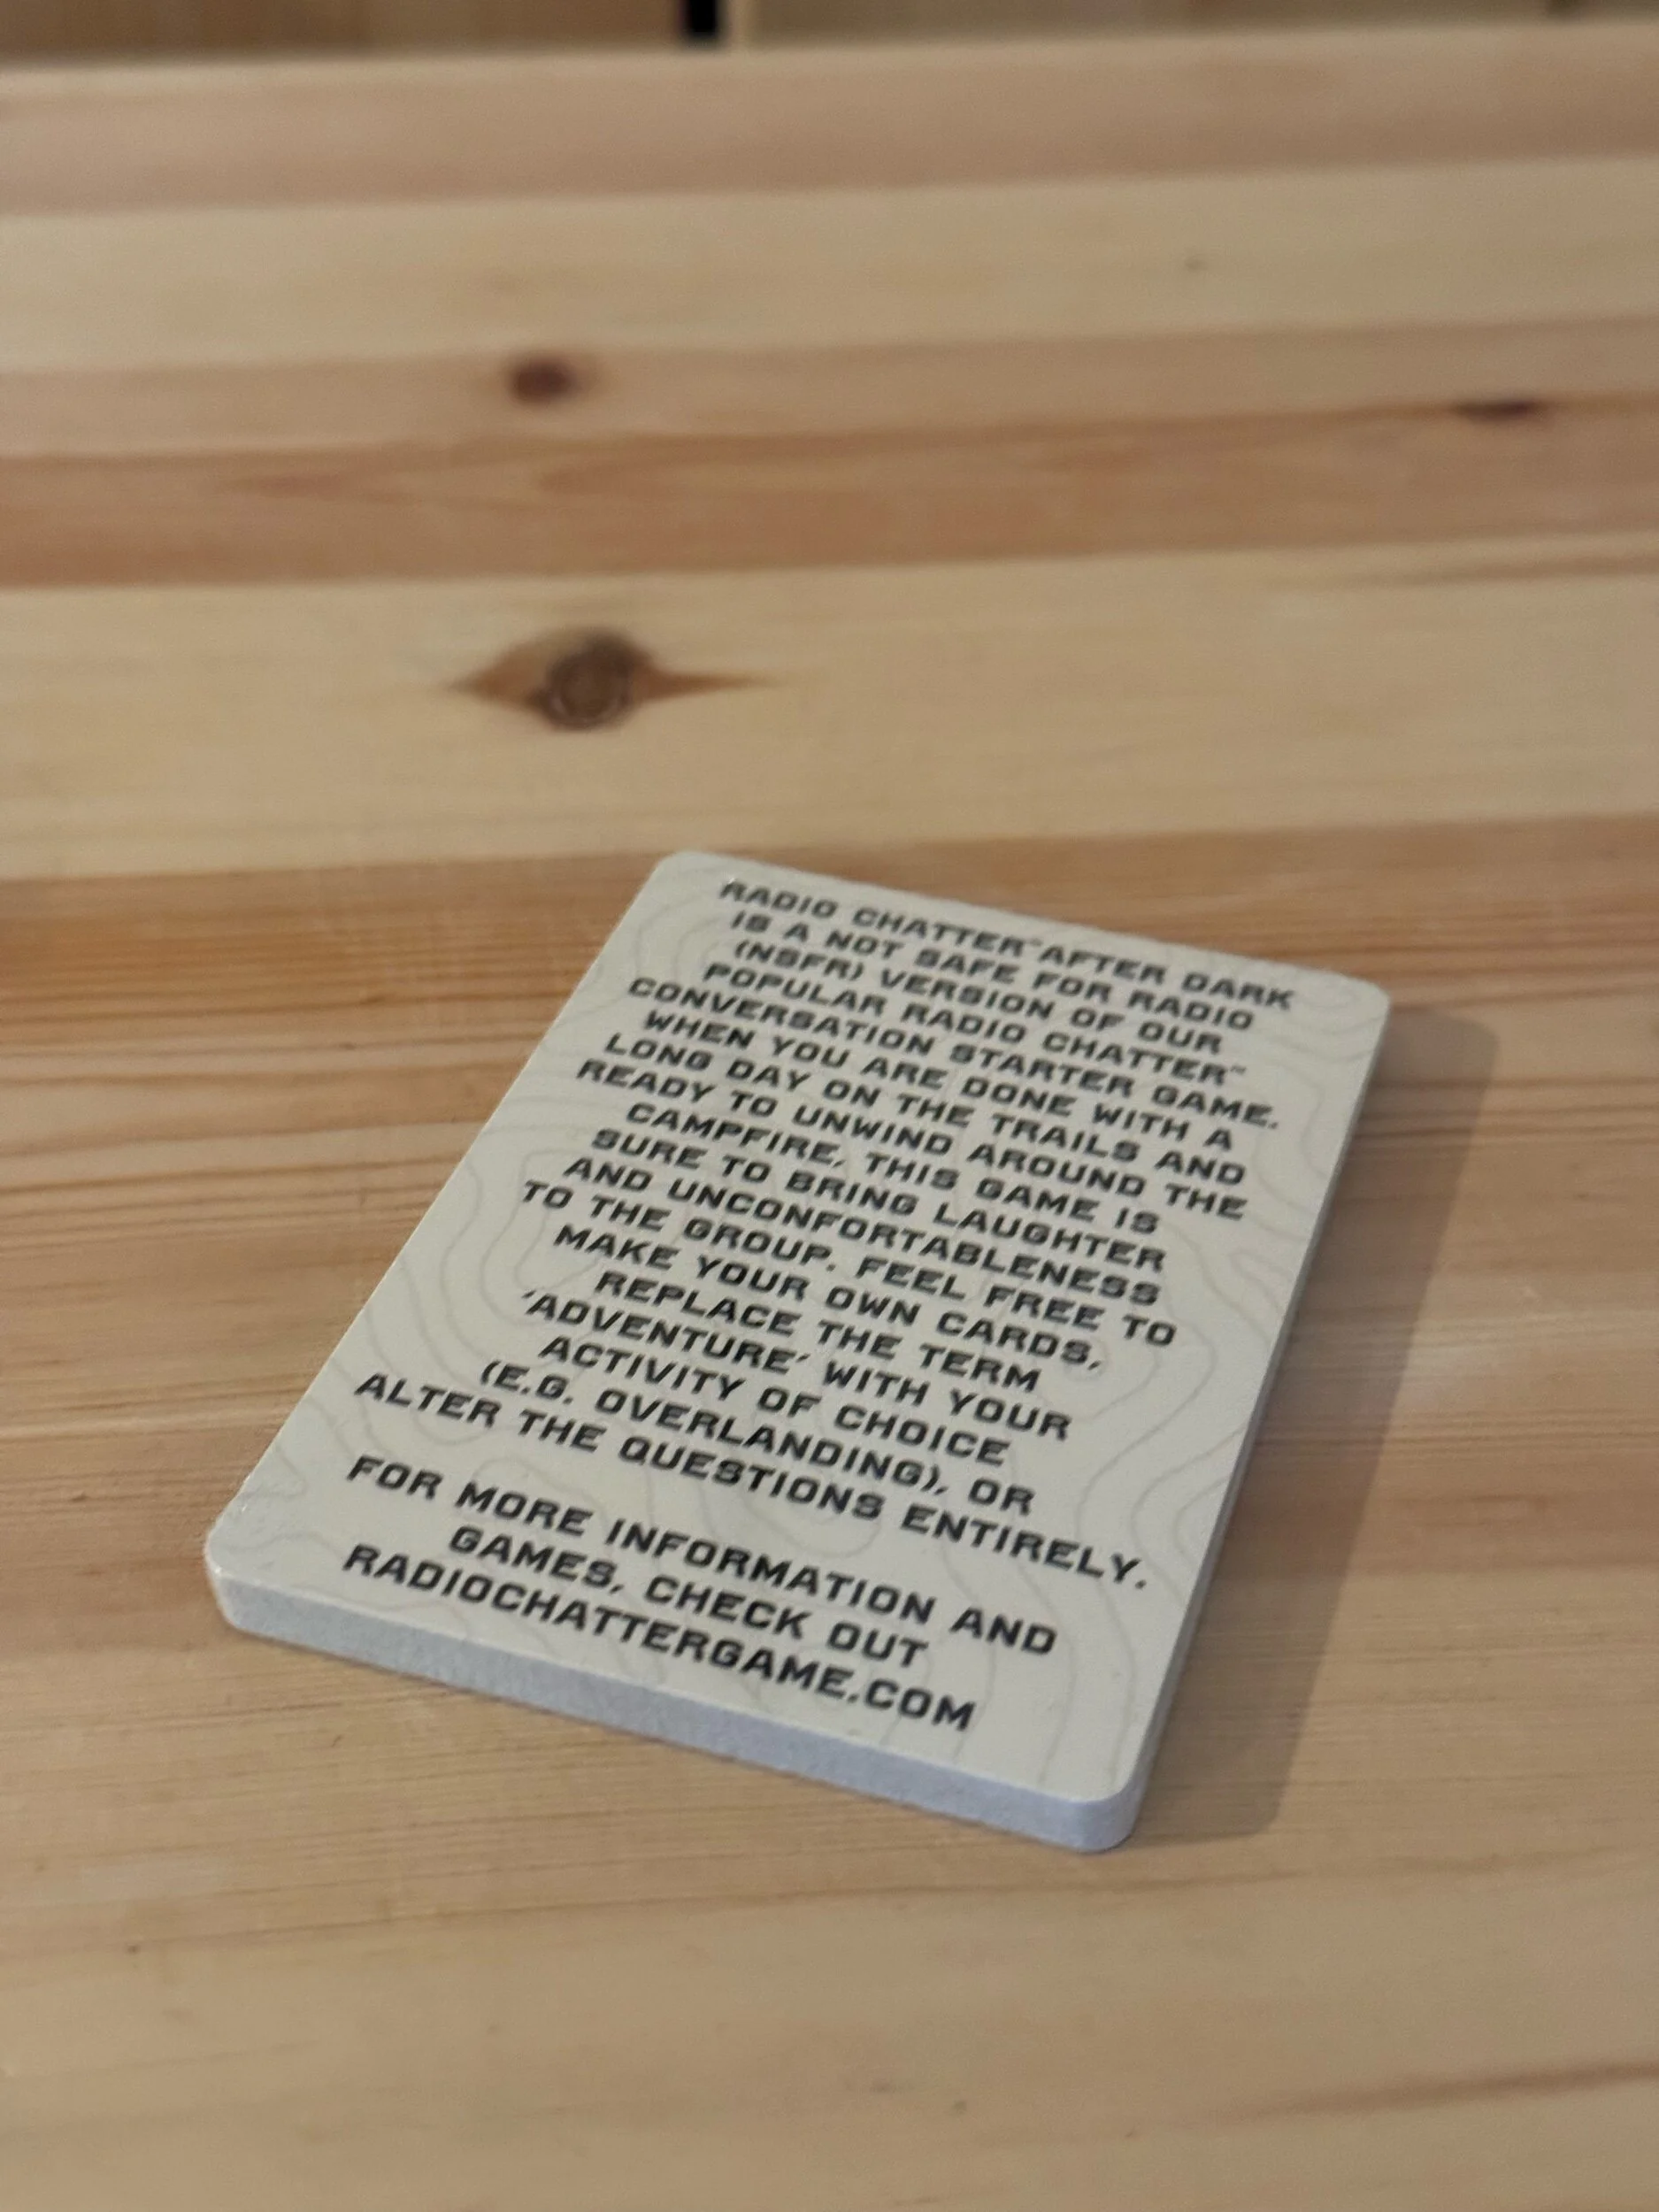 RADIO CHATTER™ AFTER DARK
IS A NOT SAFE FOR RADIO
(NSFR) VERSION OF OUR
POPULAR RADIO CHATTER™
CONVERSATION STARTER GAME.
WHEN YOU ARE DONE WITH A
LONG DAY ON THE TRAILS AND
READY TO UNWIND AROUND THE
CAMPFIRE, THIS GAME IS
SURE TO BRING LAUGHTER
AND UNCONFORTABLENESS
TO THE GROUP. FEEL FREE TO
MAKE YOUR OWN CARDS,
REPLACE THE TERM
'ADVENTURE' WITH YOUR
ACTIVITY OF CHOICE
(E.G. OVERLANDING), OR
ALTER THE QUESTIONS ENTIRELY.
FOR MORE INFORMATION AND
GAMES, CHECK OUT
RADIOCHATTERGAME.COM